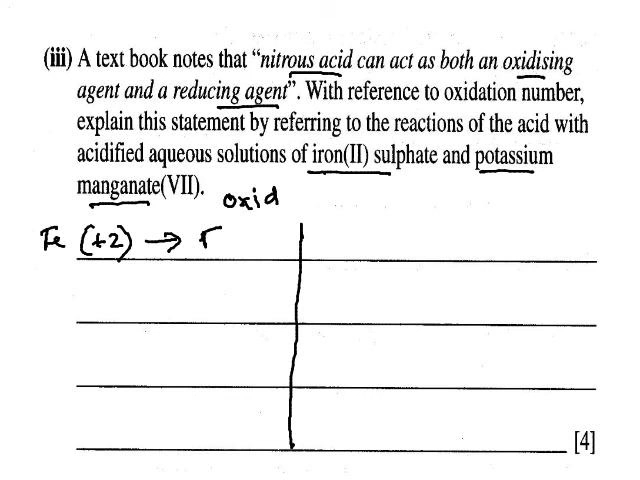 (iii) A text book notes that “nitrous acid can act as both an oxidising
agent and a reducing agent”. With reference to oxidation number,
explain this statement by referring to the reactions of the acid with
acidified aqueous solutions of iron(II) sulphate and potassium
manganate(VII).
oxid
Fe (+2) → r
[4]